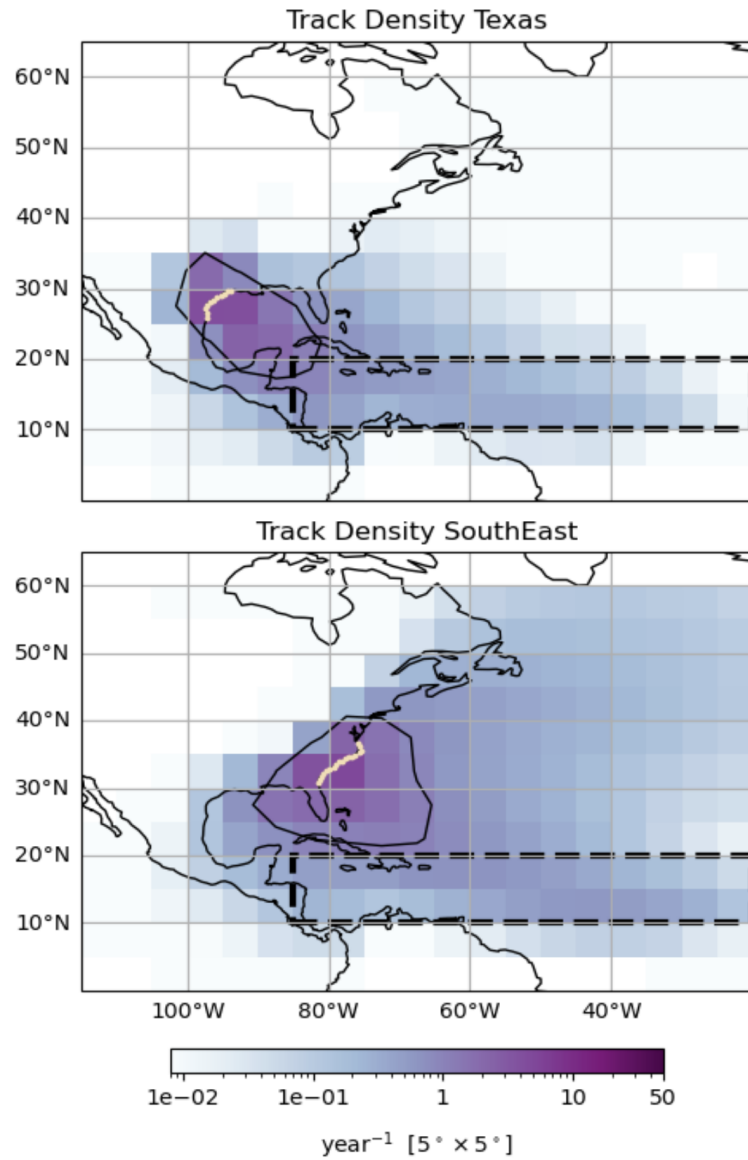 Track Density Texas
60°N
50°N
40°N
30°N
20°N
10°N
Track Density SouthEast
60°N
50°N
40°N
30°N
20°N
10°N
100°W 80°W 60°W 40°W
1e−02 1e−01 1 10 50
year⁻¹ [5° × 5°]